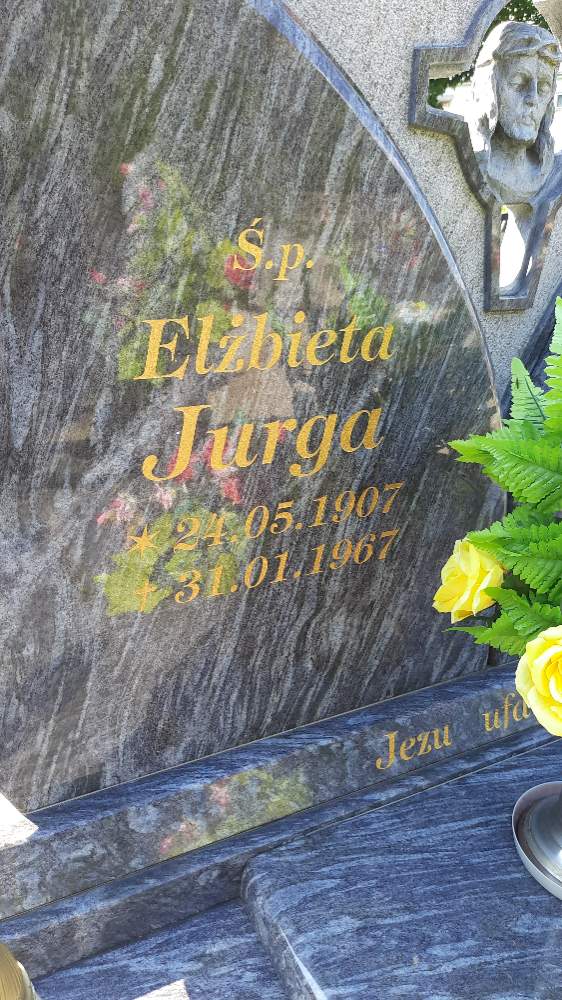 Ś.p.
Elżbieta
Jurga
★ 24.05.1907
✝ 31.01.1967
Jezu